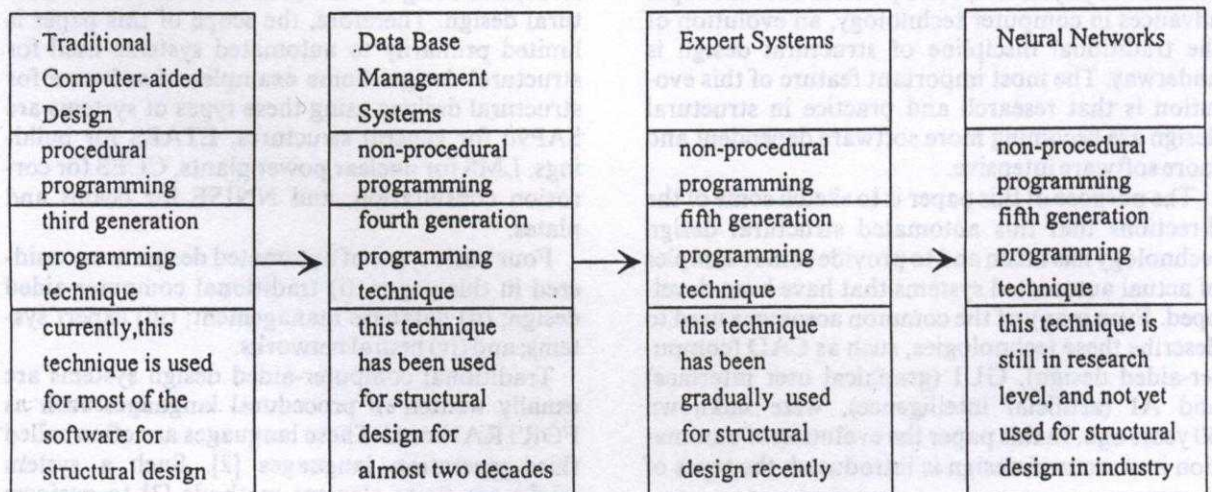 Traditional
Computer-aided
Design
procedural
programming
third generation
programming
technique
currently,this
technique is used
for most of the
software for
structural design
Data Base
Management
Systems
non-procedural
programming
fourth generation
programming
technique
this technique
has been used
for structural
design for
almost two decades
Expert Systems
non-procedural
programming
fifth generation
programming
technique
this technique
has been
gradually used
for structural
design recently
Neural Networks
non-procedural
programming
fifth generation
programming
technique
this technique is
still in research
level, and not yet
used for structural
design in industry